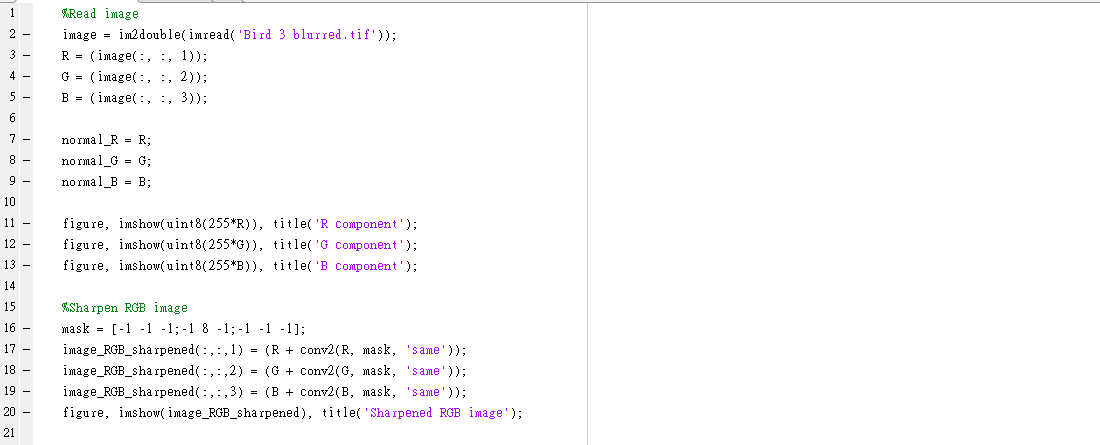 1 %Read image
2 – image = im2double(imread('Bird 3 blurred.tif'));
3 – R = (image(:, :, 1));
4 – G = (image(:, :, 2));
5 – B = (image(:, :, 3));
6
7 – normal_R = R;
8 – normal_G = G;
9 – normal_B = B;
10
11 – figure, imshow(uint8(255*R)), title('R component');
12 – figure, imshow(uint8(255*G)), title('G component');
13 – figure, imshow(uint8(255*B)), title('B component');
14
15 %Sharpen RGB image
16 – mask = [-1 -1 -1;-1 8 -1;-1 -1 -1];
17 – image_RGB_sharpened(:,:,1) = (R + conv2(R, mask, 'same'));
18 – image_RGB_sharpened(:,:,2) = (G + conv2(G, mask, 'same'));
19 – image_RGB_sharpened(:,:,3) = (B + conv2(B, mask, 'same'));
20 – figure, imshow(image_RGB_sharpened), title('Sharpened RGB image');
21